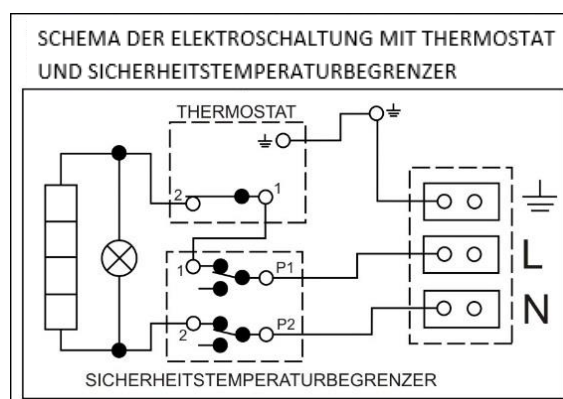 SCHEMA DER ELEKTROSCHALTUNG MIT THERMOSTAT
UND SICHERHEITSTEMPERATURBEGRENZER
THERMOSTAT
2
1
1
P1
L
2
P2
N
SICHERHEITSTEMPERATURBEGRENZER